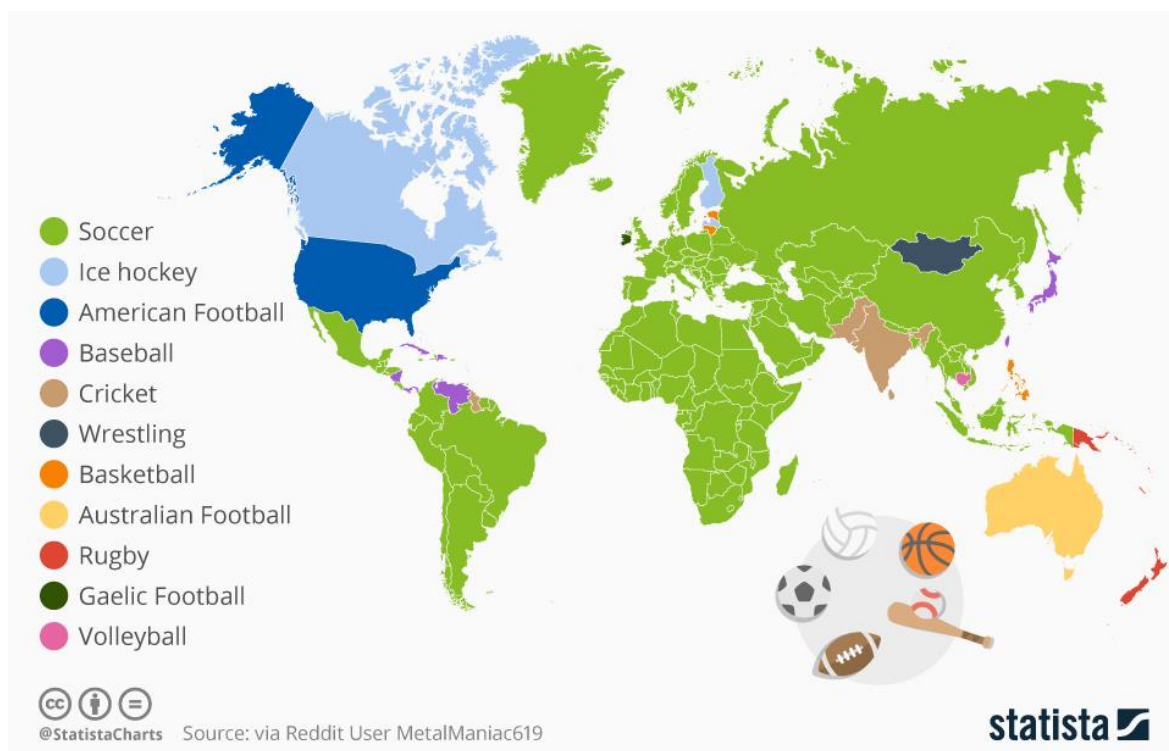 Soccer
Ice hockey
American Football
Baseball
Cricket
Wrestling
Basketball
Australian Football
Rugby
Gaelic Football
Volleyball
cc
@StatistaCharts Source: via Reddit User MetalManiac619
statista